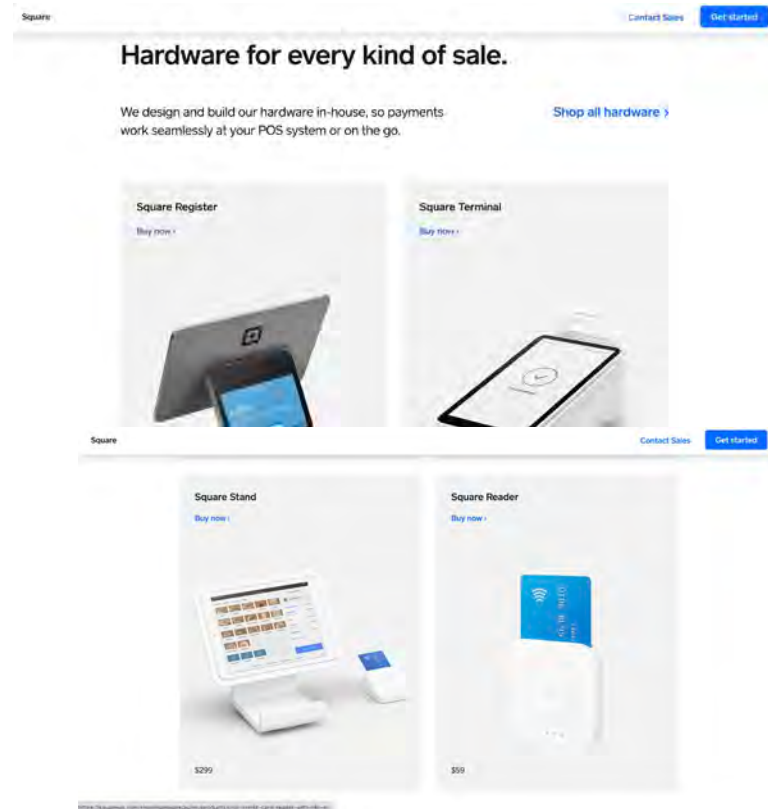 Square
Contact Sales
Get started
Hardware for every kind of sale.
We design and build our hardware in-house, so payments
work seamlessly at your POS system or on the go.
Shop all hardware ›
Square Register
Square Terminal
Buy now ›
Buy now ›
Square
Contact Sales
Get started
Square Stand
Square Reader
Buy now ›
Buy now ›
$299
$59